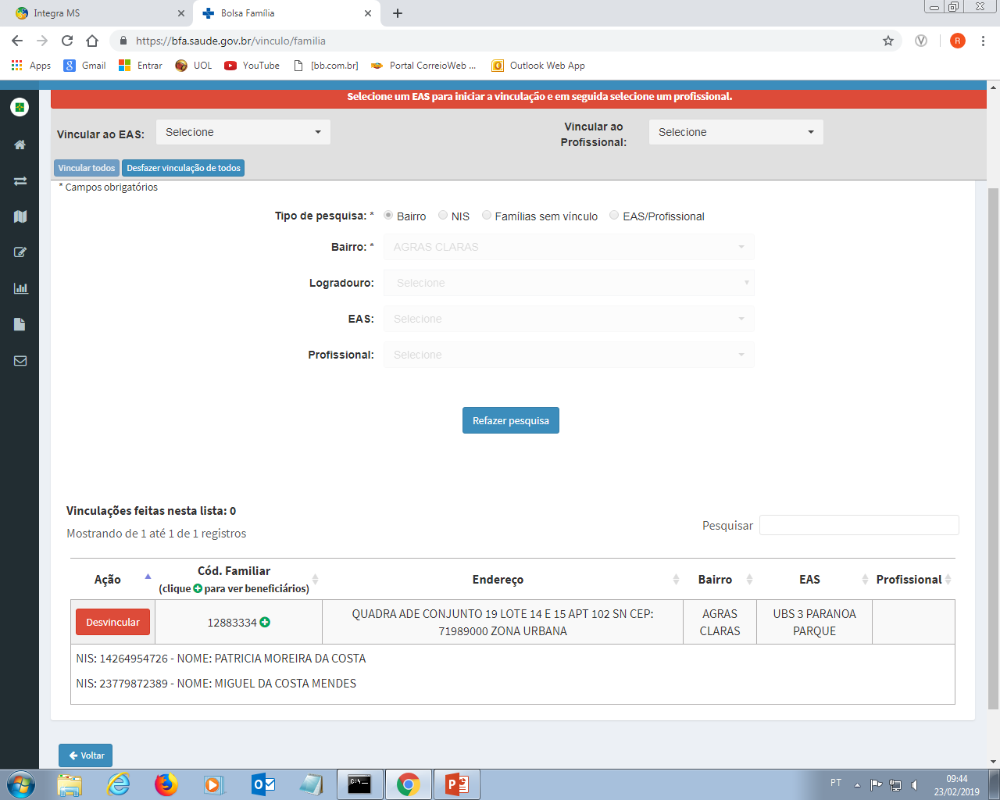 Integra MS
Bolsa Família
https://bfa.saude.gov.br/vinculo/familia
R
Apps
Gmail
Entrar
UOL
YouTube
[bb.com.br]
Portal CorreioWeb ...
Outlook Web App
Selecione um EAS para iniciar a vinculação e em seguida selecione um profissional.
Vincular ao EAS:
Selecione
Vincular ao
Profissional:
Selecione
Vincular todos
Desfazer vinculação de todos
* Campos obrigatórios
Tipo de pesquisa: * Bairro NIS Famílias sem vínculo EAS/Profissional
Bairro: * AGRAS CLARAS
Logradouro: Selecione
EAS: Selecione
Profissional: Selecione
Refazer pesquisa
Vinculações feitas nesta lista: 0
Mostrando de 1 até 1 de 1 registros
Pesquisar
Ação
Cód. Familiar
(clique para ver beneficiários)
Endereço
Bairro
EAS
Profissional
Desvincular
12883334
QUADRA ADE CONJUNTO 19 LOTE 14 E 15 APT 102 SN CEP:
71989000 ZONA URBANA
AGRAS
CLARAS
UBS 3 PARANOA
PARQUE
NIS: 14264954726 - NOME: PATRICIA MOREIRA DA COSTA
NIS: 23779872389 - NOME: MIGUEL DA COSTA MENDES
Voltar
PT
09:44
23/02/2019